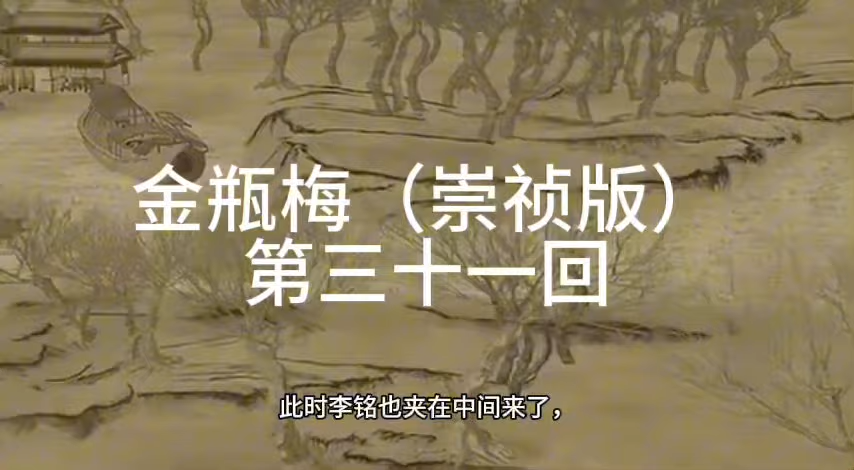 金瓶梅（崇祯版）
第三十一回
此时李铭也夹在中间来了，